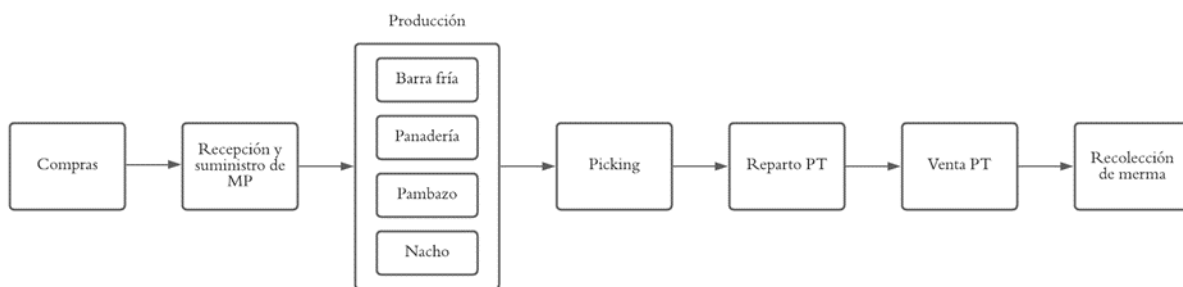 Producción
Compras
Recepción y
suministro de
MP
Barra fría
Panadería
Pambazo
Nacho
Picking
Reparto PT
Venta PT
Recolección
de merma